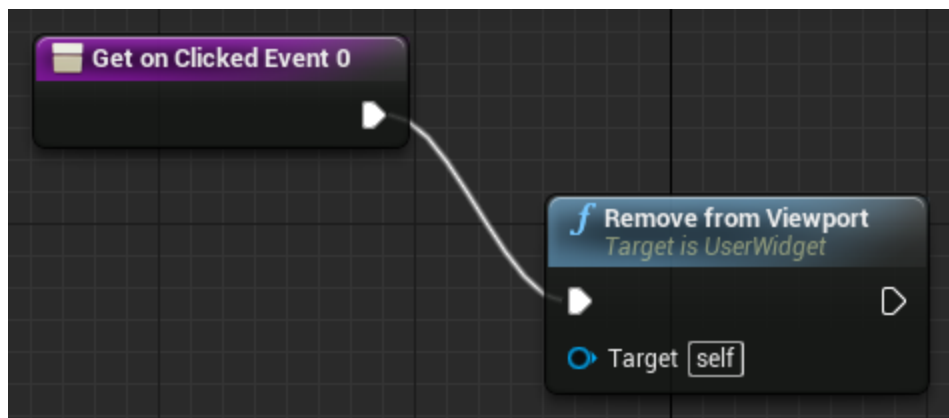 Get on Clicked Event 0
f Remove from Viewport
Target is UserWidget
Target self